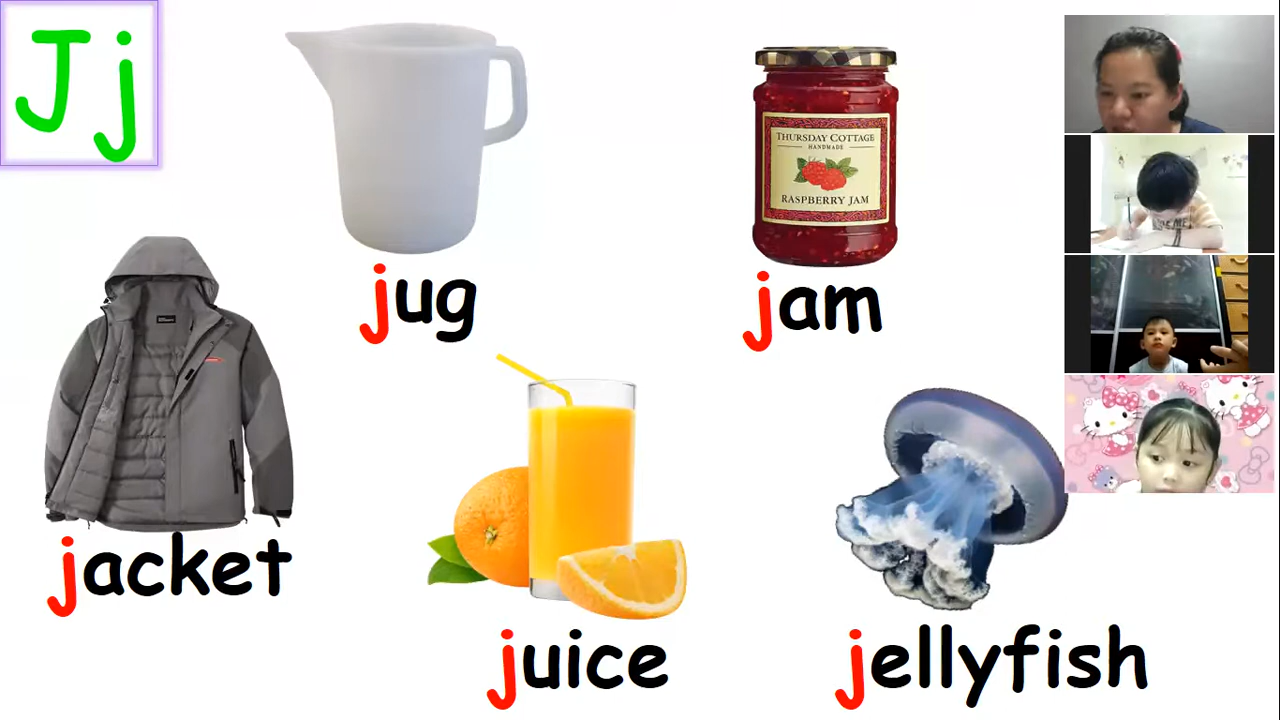 Jj
jug
THURSDAY COTTAGE
HANDMADE
RASPBERRY JAM
jam
jacket
juice
jellyfish